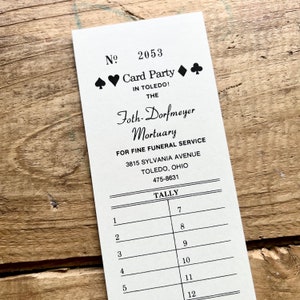 Nº 2053
♠♥ Card Party ♦♣
IN TOLEDO!
THE
Foth-Dorfmeyer
Mortuary
FOR FINE FUNERAL SERVICE
3815 SYLVANIA AVENUE
TOLEDO, OHIO
475-8631
TALLY
1 7
2 8
3 9
4 10
5 11
12